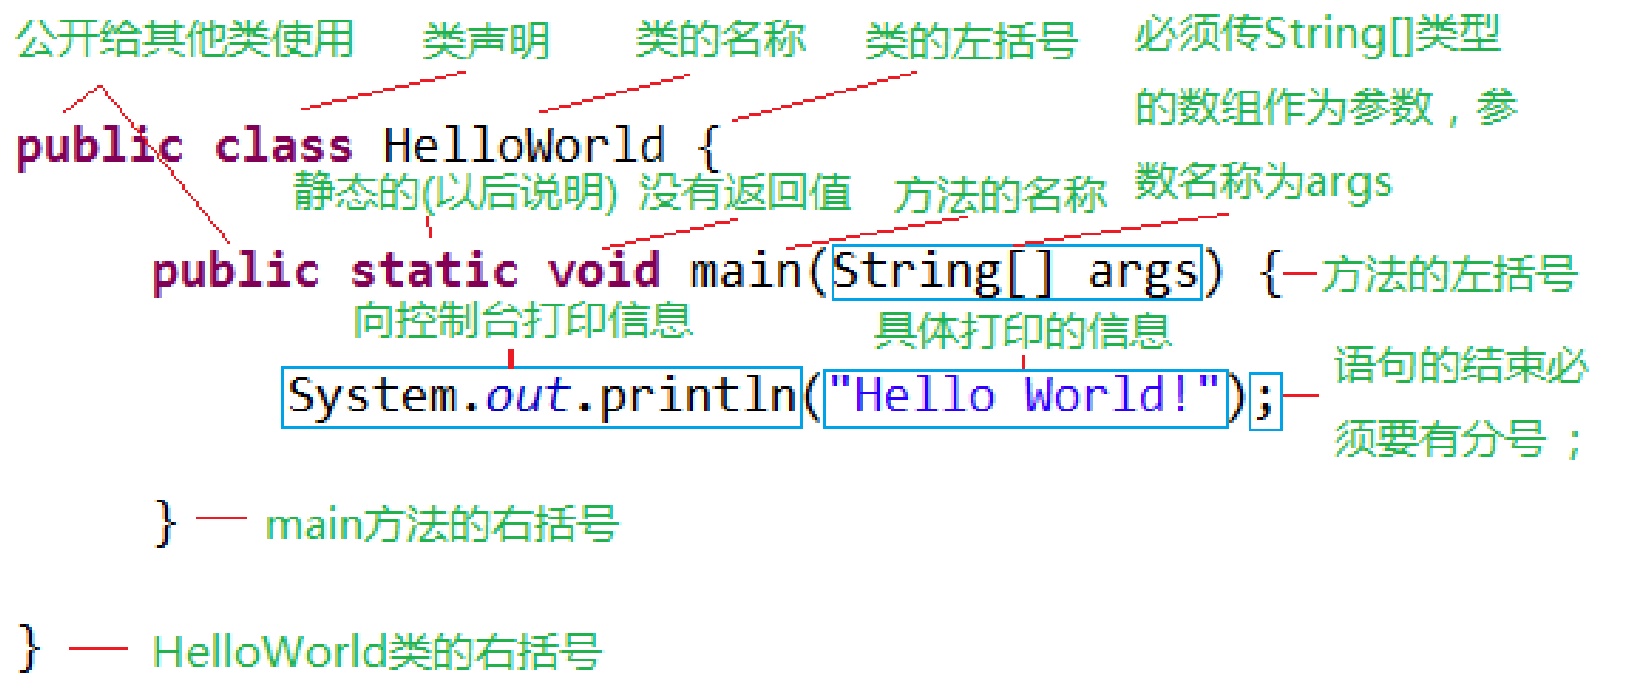 公开给其他类使用 类声明 类的名称 类的左括号 必须传String[]类型
的数组作为参数，参
public class HelloWorld {
静态的(以后说明) 没有返回值 方法的名称 数名称为args
public static void main(String[] args) { 方法的左括号
向控制台打印信息 具体打印的信息
语句的结束必
System.out.println("Hello World!");
须要有分号；
} main方法的右括号
} HelloWorld类的右括号